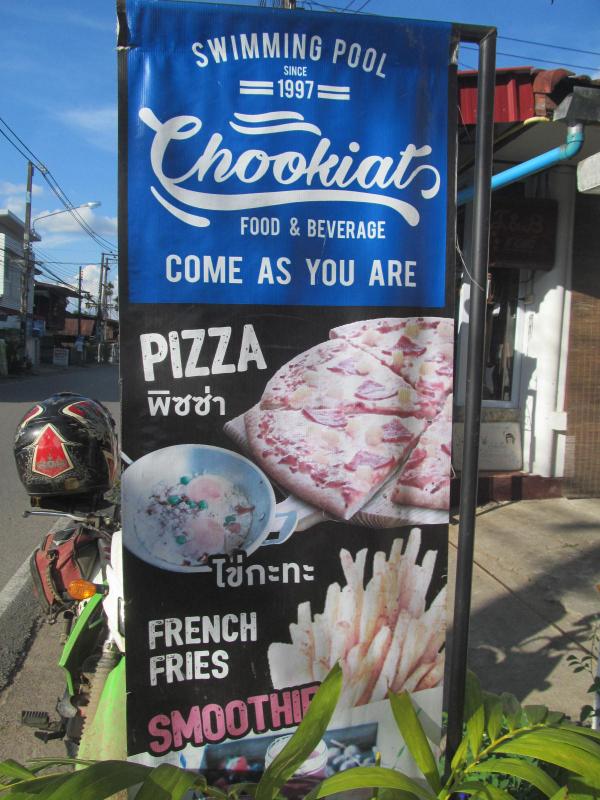 SWIMMING POOL
SINCE
1997
Chookiat
FOOD & BEVERAGE
COME AS YOU ARE
PIZZA
พิซซ่า
ไข่กะทะ
FRENCH
FRIES